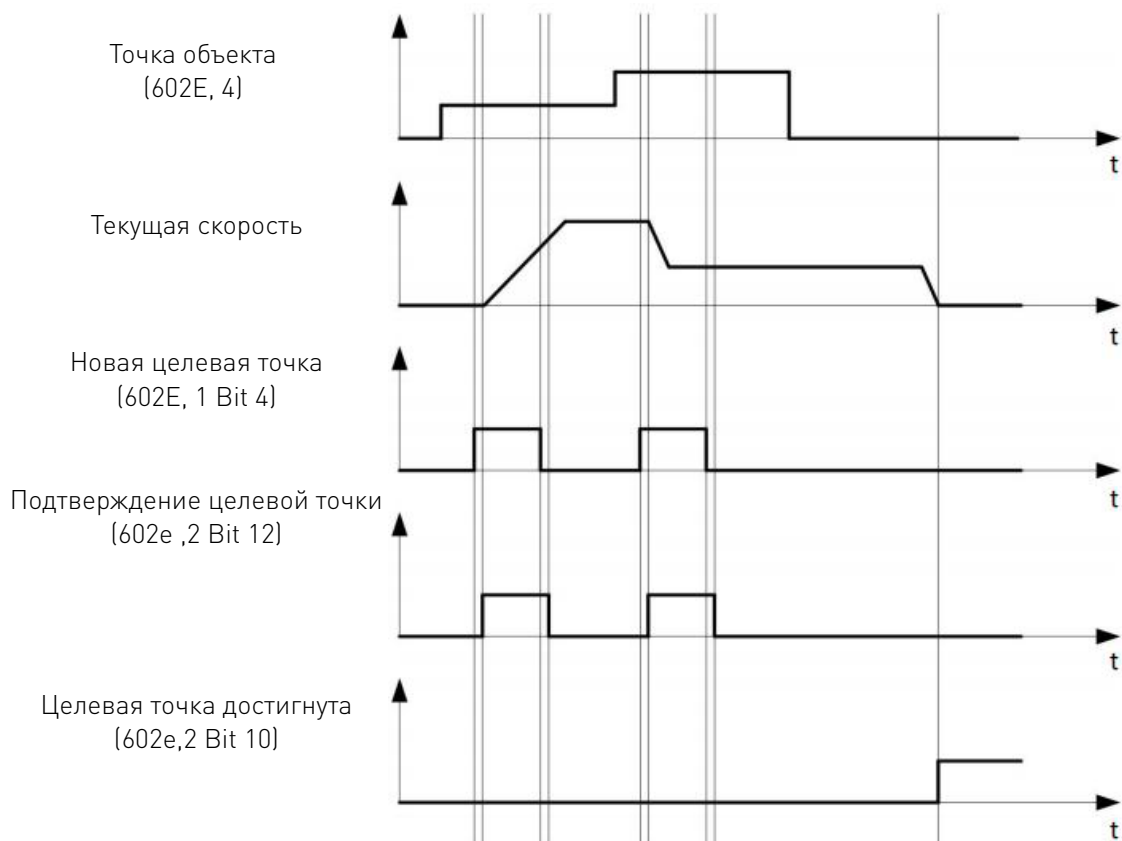 Точка объекта
(602E, 4)
t
Текущая скорость
t
Новая целевая точка
(602E, 1 Bit 4)
t
Подтверждение целевой точки
(602e ,2 Bit 12)
t
Целевая точка достигнута
(602e,2 Bit 10)
t